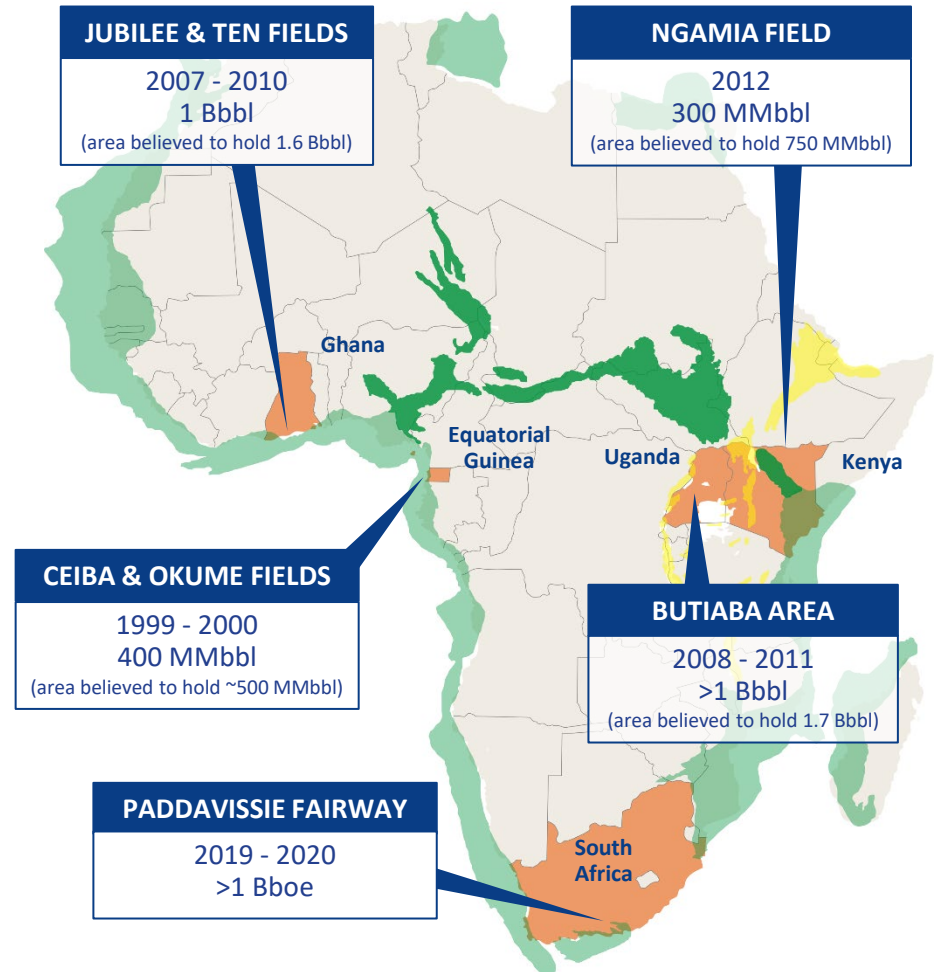 JUBILEE & TEN FIELDS
2007 - 2010
1 Bbbl
(area believed to hold 1.6 Bbbl)
NGAMIA FIELD
2012
300 MMbbl
(area believed to hold 750 MMbbl)
Ghana
Equatorial
Guinea
Uganda
Kenya
CEIBA & OKUME FIELDS
1999 - 2000
400 MMbbl
(area believed to hold ~500 MMbbl)
BUTIABA AREA
2008 - 2011
>1 Bbbl
(area believed to hold 1.7 Bbbl)
PADDAVISSIE FAIRWAY
2019 - 2020
>1 Bboe
South
Africa